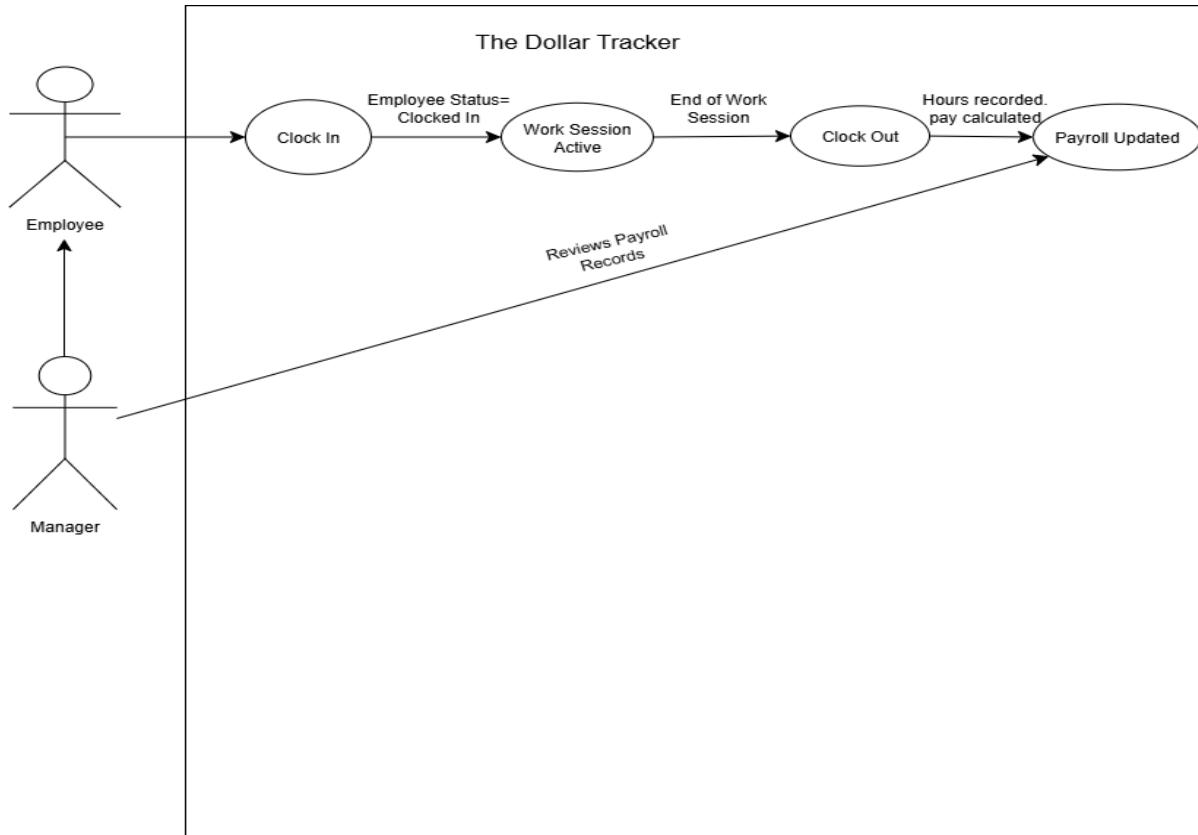 The Dollar Tracker
Employee Status=
Clocked In
End of Work
Session
Hours recorded.
pay calculated
Clock In
Work Session
Active
Clock Out
Payroll Updated
Employee
Reviews Payroll
Records
Manager